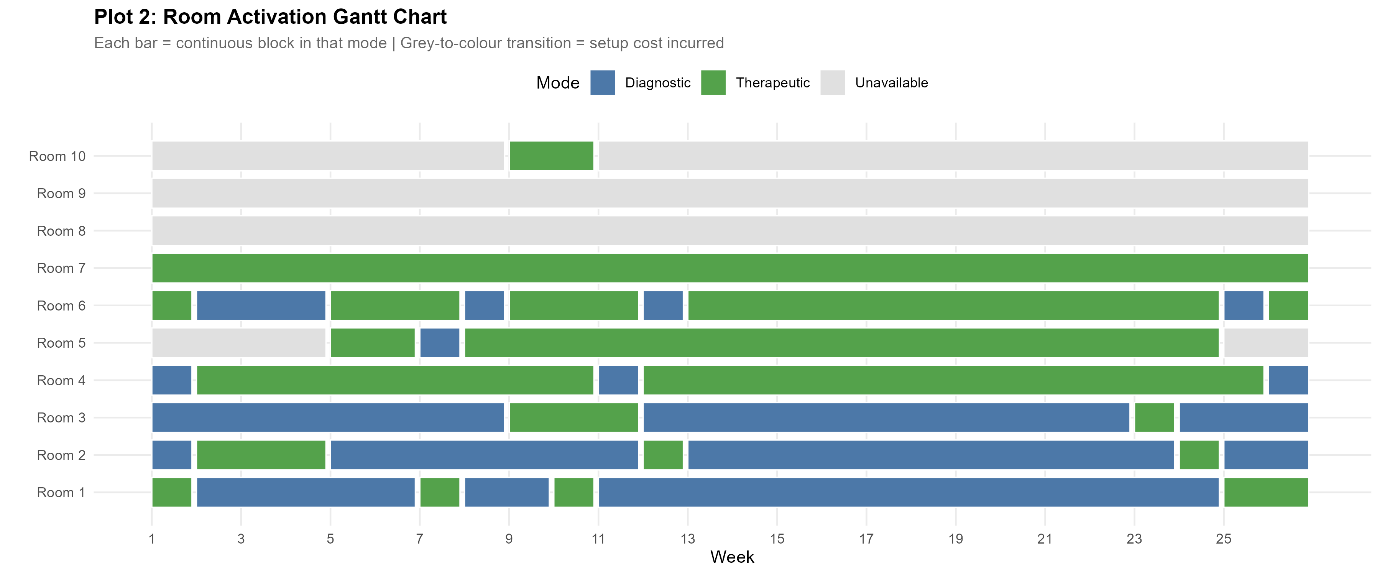 Plot 2: Room Activation Gantt Chart
Each bar = continuous block in that mode | Grey-to-colour transition = setup cost incurred
Mode Diagnostic Therapeutic Unavailable
Room 10
Room 9
Room 8
Room 7
Room 6
Room 5
Room 4
Room 3
Room 2
Room 1
1 3 5 7 9 11 13 15 17 19 21 23 25
Week